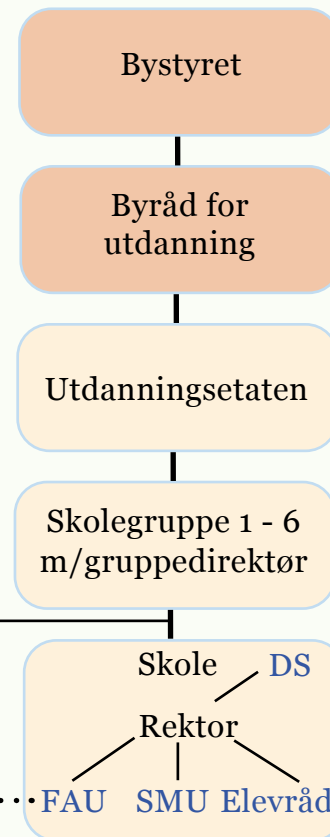 Bystyret
Byråd for
utdanning
Utdanningsetaten
Skolegruppe 1 - 6
m/gruppedirektør
Skole DS
Rektor
FAU SMU Elevråd